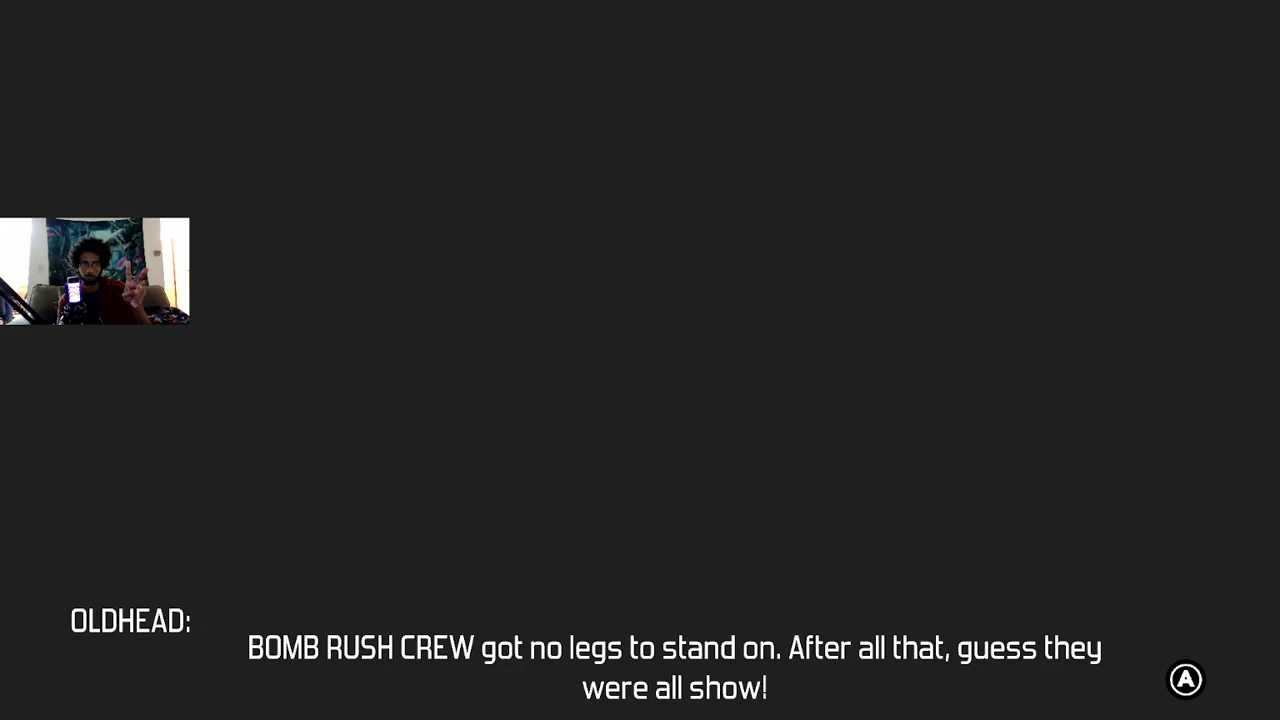 OLDHEAD:
BOMB RUSH CREW got no legs to stand on. After all that, guess they
were all show!
A